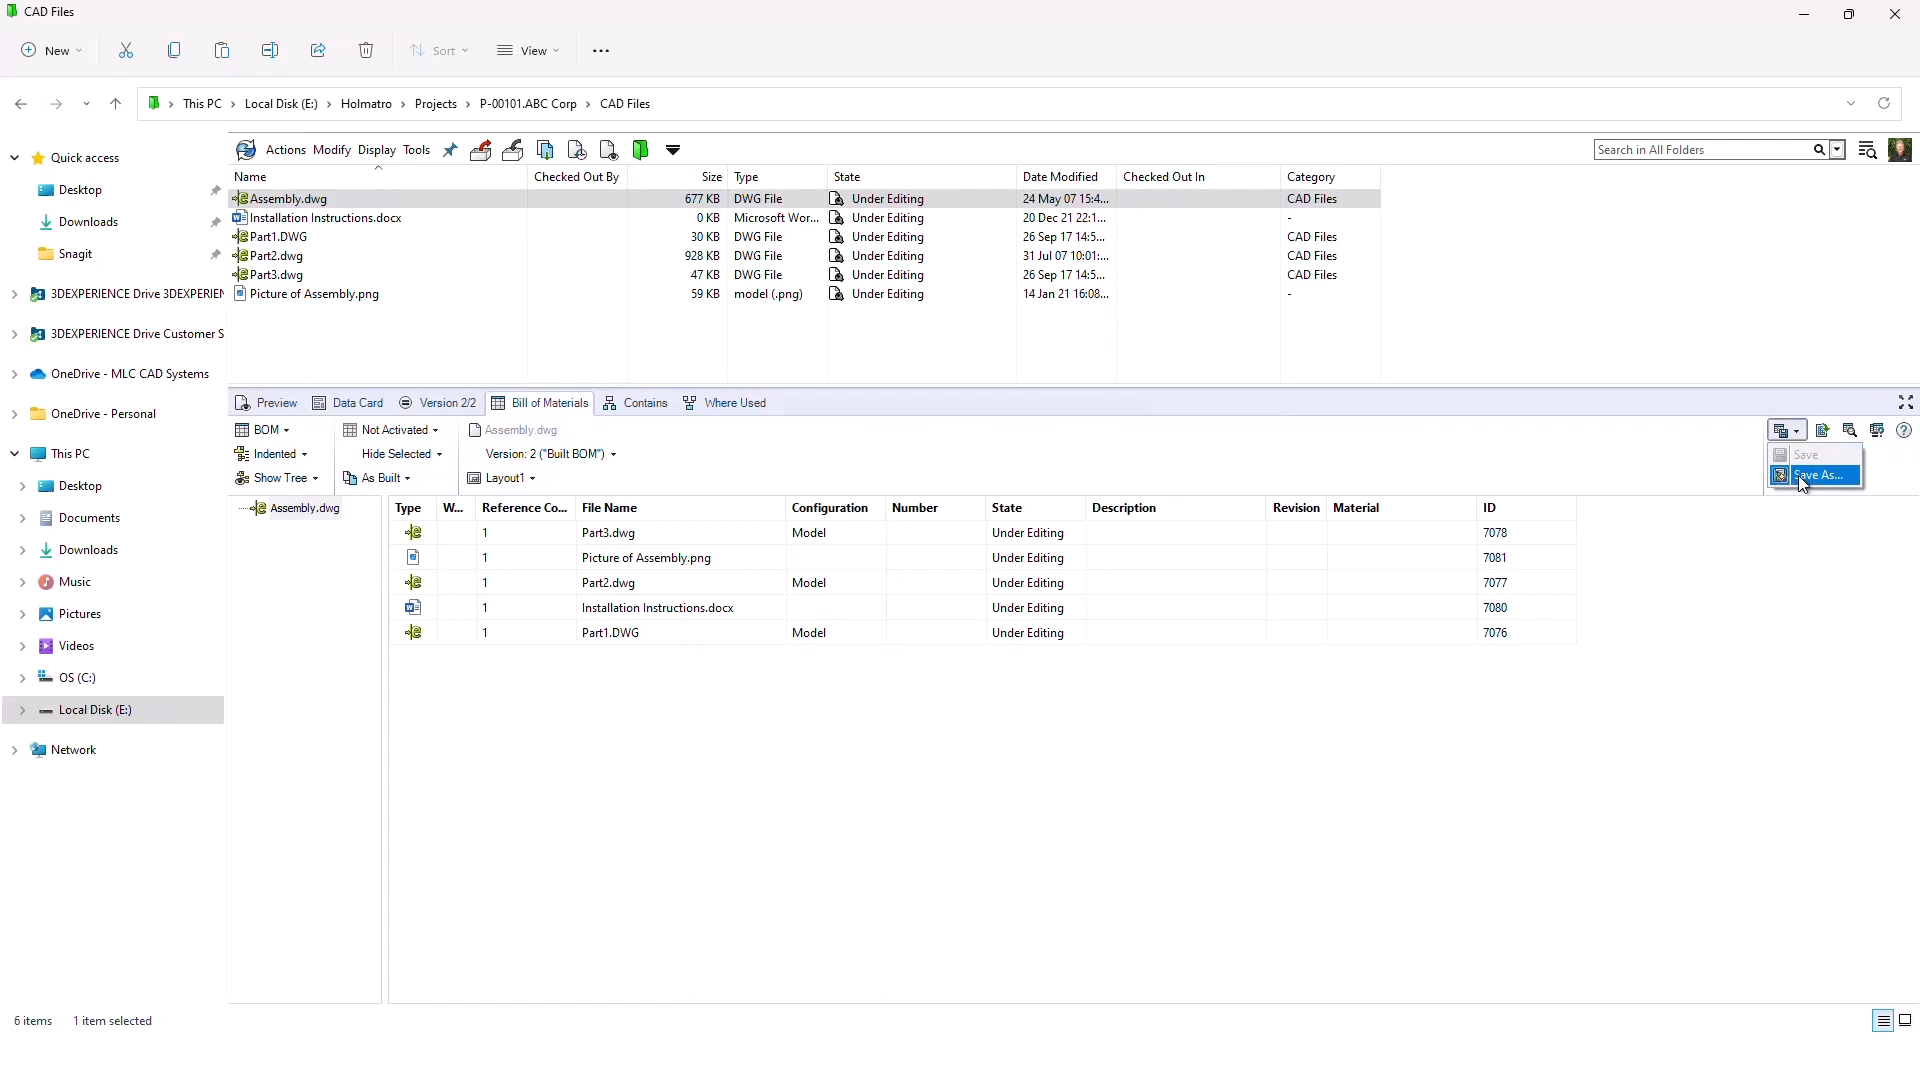 CAD Files
New
Sort
View
This PC > Local Disk (E:) > Holmatro > Projects > P-00101.ABC Corp > CAD Files
Quick access
Desktop
Downloads
Snagit
3DEXPERIENCE Drive 3DEXPERIEN
3DEXPERIENCE Drive Customer S
OneDrive - MLC CAD Systems
OneDrive - Personal
This PC
Desktop
Documents
Downloads
Music
Pictures
Videos
OS (C:)
Local Disk (E:)
Network
Actions Modify Display Tools
Search in All Folders
Name Checked Out By Size Type State Date Modified Checked Out In Category
Assembly.dwg 677 KB DWG File Under Editing 24 May 07 15:4... CAD Files
Installation Instructions.docx 0 KB Microsoft Wor... Under Editing 20 Dec 21 22:1... -
Part1.DWG 30 KB DWG File Under Editing 26 Sep 17 14:5... CAD Files
Part2.dwg 928 KB DWG File Under Editing 31 Jul 07 10:01:... CAD Files
Part3.dwg 47 KB DWG File Under Editing 26 Sep 17 14:5... CAD Files
Picture of Assembly.png 59 KB model (.png) Under Editing 14 Jan 21 16:08... -
Preview Data Card Version 2/2 Bill of Materials Contains Where Used
BOM Not Activated Assembly.dwg
Indented Hide Selected Version: 2 ("Built BOM")
Show Tree As Built Layout1
Save
Save As...
Assembly.dwg
Type W... Reference Co... File Name Configuration Number State Description Revision Material ID
1 Part3.dwg Model Under Editing 7078
1 Picture of Assembly.png Under Editing 7081
1 Part2.dwg Model Under Editing 7077
1 Installation Instructions.docx Under Editing 7080
1 Part1.DWG Model Under Editing 7076
6 items 1 item selected